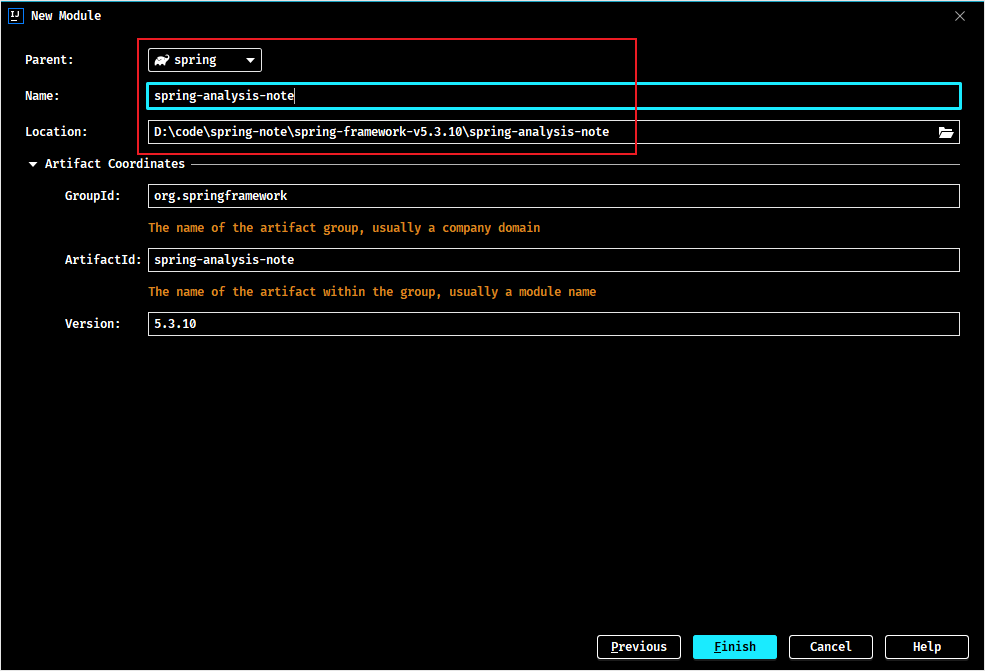 IJ New Module
Parent: spring
Name: spring-analysis-note
Location: D:\code\spring-note\spring-framework-v5.3.10\spring-analysis-note
Artifact Coordinates
GroupId: org.springframework
The name of the artifact group, usually a company domain
ArtifactId: spring-analysis-note
The name of the artifact within the group, usually a module name
Version: 5.3.10
Previous Finish Cancel Help